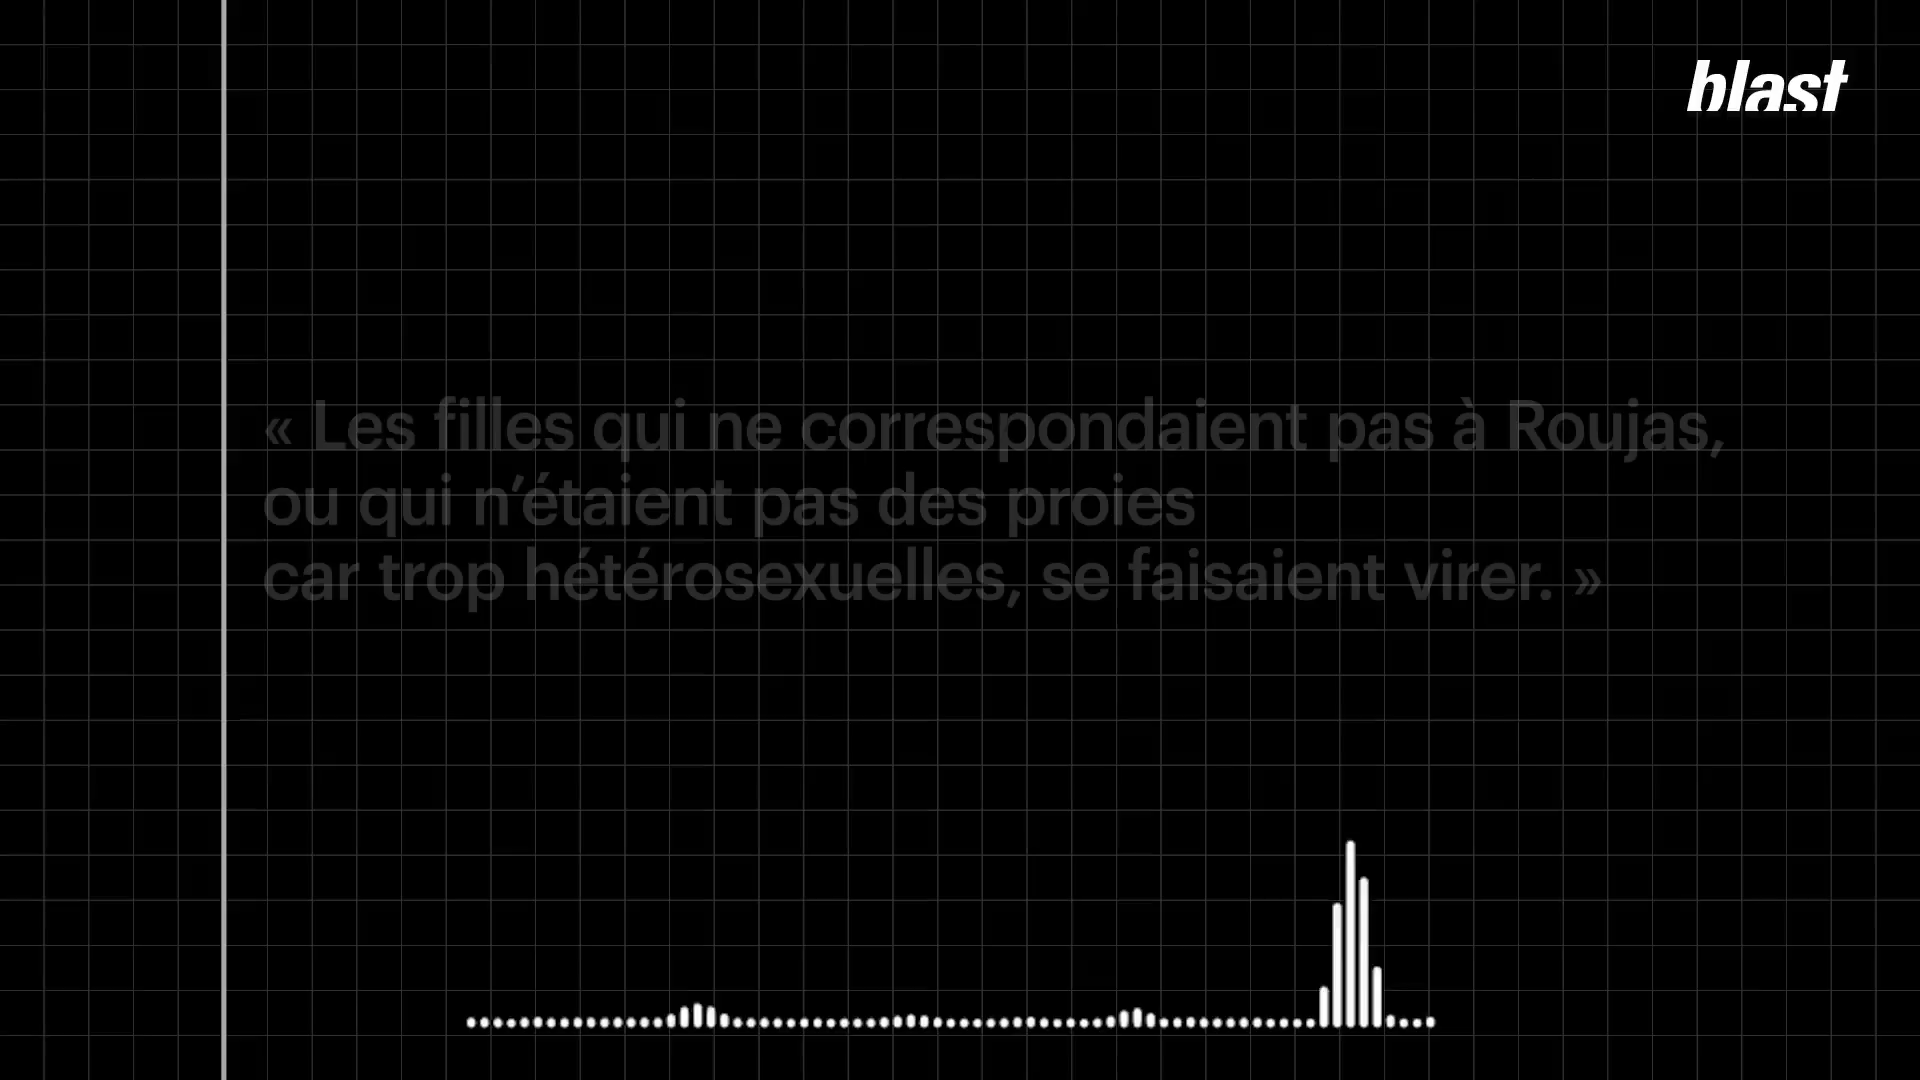 blast
« Les filles qui ne correspondaient pas à Roujas,
ou qui n’étaient pas des proies
car trop hétérosexuelles, se faisaient virer. »